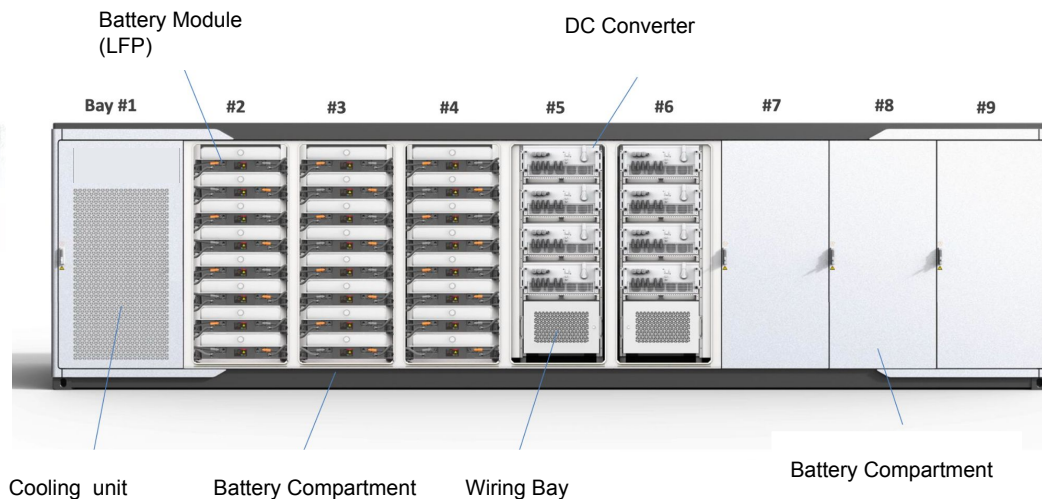 Battery Module
(LFP)
DC Converter
Bay #1
#2
#3
#4
#5
#6
#7
#8
#9
Cooling unit
Battery Compartment
Wiring Bay
Battery Compartment